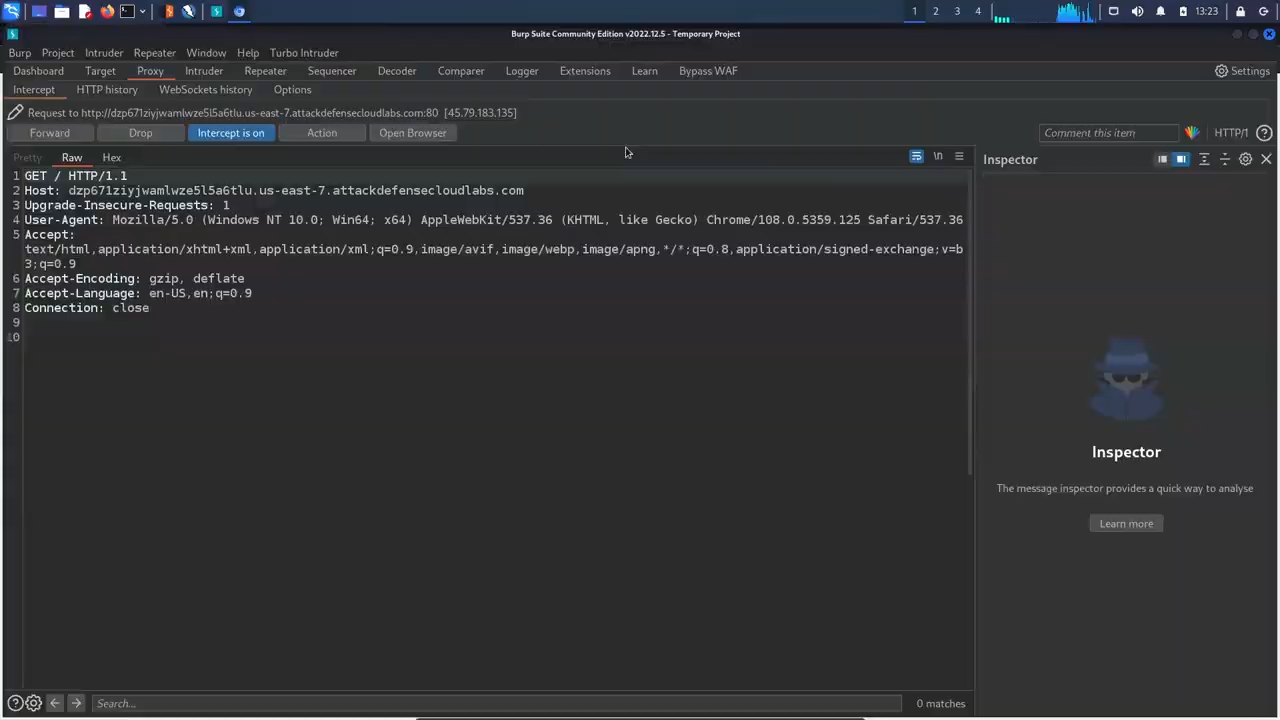 1 2 3 4 13:23
Burp Suite Community Edition v2022.12.5 - Temporary Project
Burp Project Intruder Repeater Window Help Turbo Intruder
Dashboard Target Proxy Intruder Repeater Sequencer Decoder Comparer Logger Extensions Learn Bypass WAF Settings
Intercept HTTP history WebSockets history Options
Request to http://dzp671ziyjwamlwze5l5a6tlu.us-east-7.attackdefensecloudlabs.com:80 [45.79.183.135]
Forward Drop Intercept is on Action Open Browser Comment this item HTTP/1 ?
Pretty Raw Hex \n Inspector
1 GET / HTTP/1.1
2 Host: dzp671ziyjwamlwze5l5a6tlu.us-east-7.attackdefensecloudlabs.com
3 Upgrade-Insecure-Requests: 1
4 User-Agent: Mozilla/5.0 (Windows NT 10.0; Win64; x64) AppleWebKit/537.36 (KHTML, like Gecko) Chrome/108.0.5359.125 Safari/537.36
5 Accept:
text/html,application/xhtml+xml,application/xml;q=0.9,image/avif,image/webp,image/apng,*/*;q=0.8,application/signed-exchange;v=b
3;q=0.9
6 Accept-Encoding: gzip, deflate
7 Accept-Language: en-US,en;q=0.9
8 Connection: close
9
10
Inspector
The message inspector provides a quick way to analyse
Learn more
? Search... 0 matches